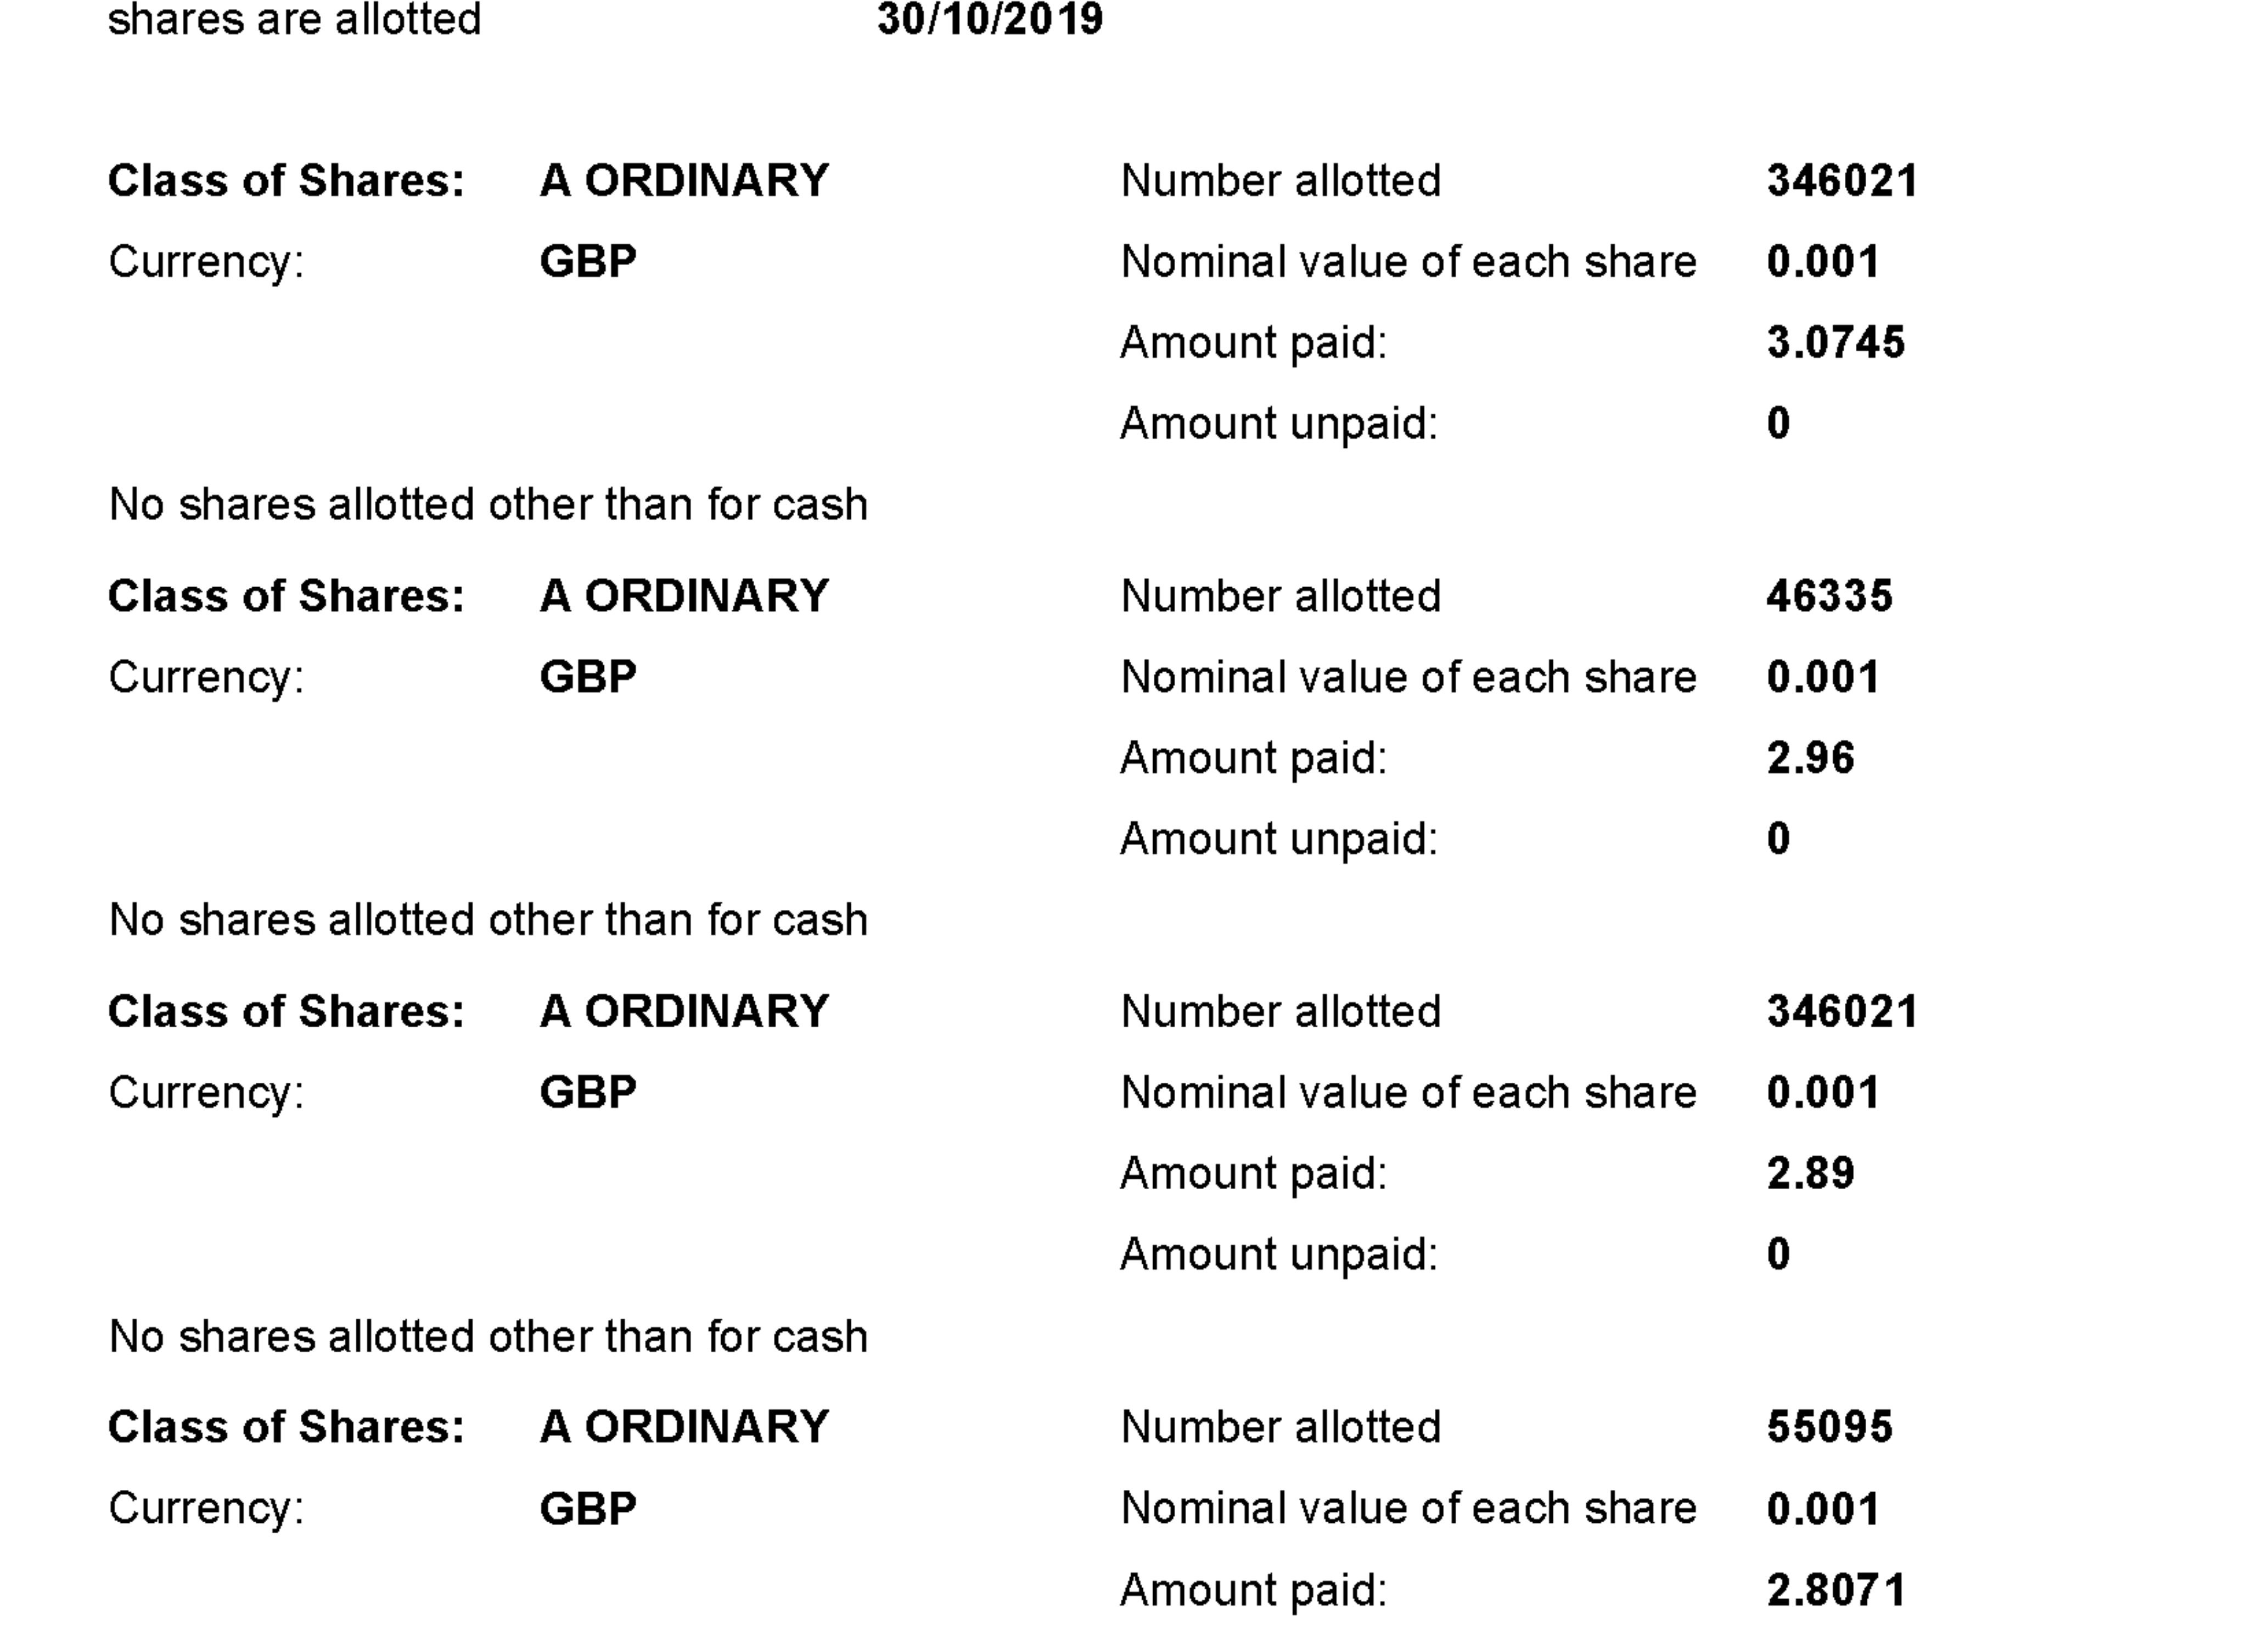 shares are allotted 30/10/2019
Class of Shares: A ORDINARY Number allotted 346021
Currency: GBP Nominal value of each share 0.001
Amount paid: 3.0745
Amount unpaid: 0
No shares allotted other than for cash
Class of Shares: A ORDINARY Number allotted 46335
Currency: GBP Nominal value of each share 0.001
Amount paid: 2.96
Amount unpaid: 0
No shares allotted other than for cash
Class of Shares: A ORDINARY Number allotted 346021
Currency: GBP Nominal value of each share 0.001
Amount paid: 2.89
Amount unpaid: 0
No shares allotted other than for cash
Class of Shares: A ORDINARY Number allotted 55095
Currency: GBP Nominal value of each share 0.001
Amount paid: 2.8071